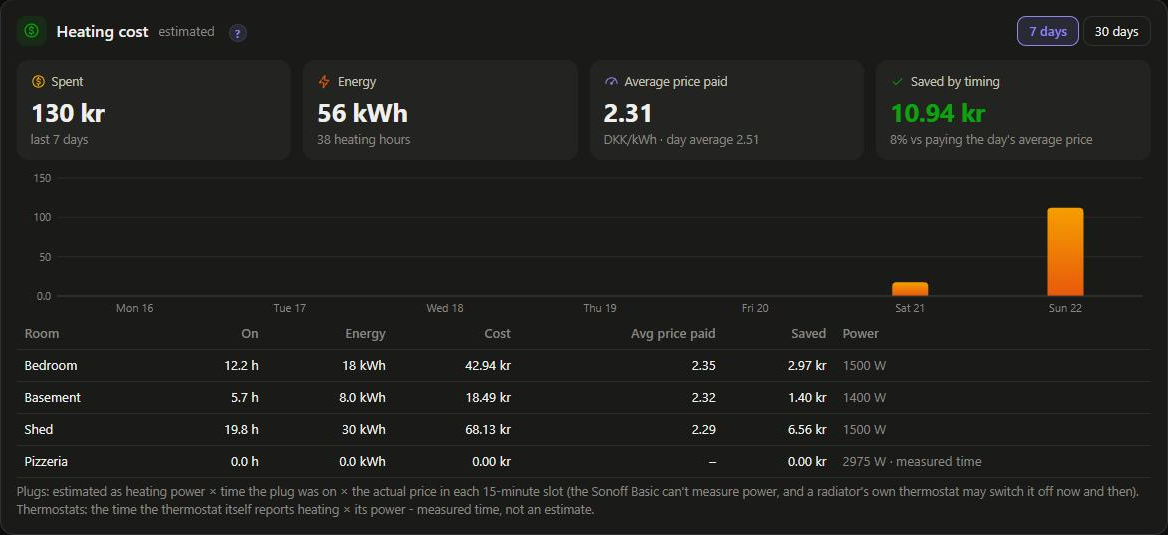 Heating cost estimated ?
7 days 30 days
Spent
130 kr
last 7 days
Energy
56 kWh
38 heating hours
Average price paid
2.31
DKK/kWh · day average 2.51
Saved by timing
10.94 kr
8% vs paying the day's average price
150
100
50
0.0
Mon 16 Tue 17 Wed 18 Thu 19 Fri 20 Sat 21 Sun 22
Room On Energy Cost Avg price paid Saved Power
Bedroom 12.2 h 18 kWh 42.94 kr 2.35 2.97 kr 1500 W
Basement 5.7 h 8.0 kWh 18.49 kr 2.32 1.40 kr 1400 W
Shed 19.8 h 30 kWh 68.13 kr 2.29 6.56 kr 1500 W
Pizzeria 0.0 h 0.0 kWh 0.00 kr – 0.00 kr 2975 W · measured time
Plugs: estimated as heating power × time the plug was on × the actual price in each 15-minute slot (the Sonoff Basic can't measure power, and a radiator's own thermostat may switch it off now and then).
Thermostats: the time the thermostat itself reports heating × its power - measured time, not an estimate.